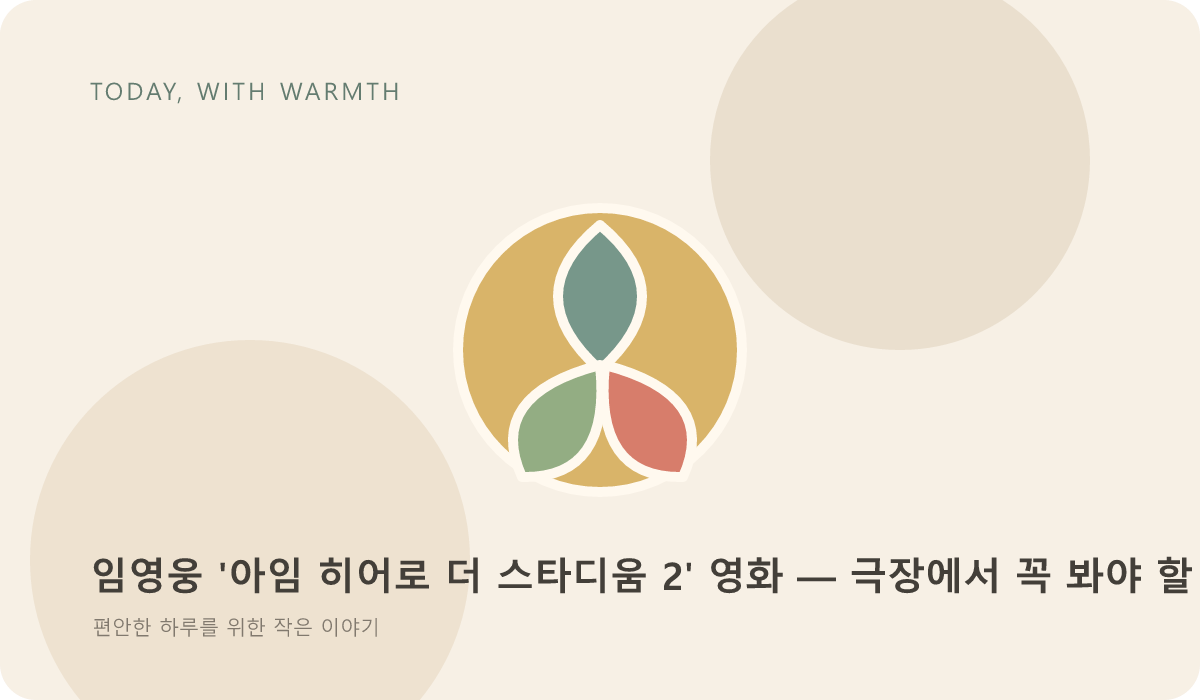 TODAY, WITH WARMTH
임영웅 '아임 히어로 더 스타디움 2' 영화 — 극장에서 꼭 봐야 할
편안한 하루를 위한 작은 이야기